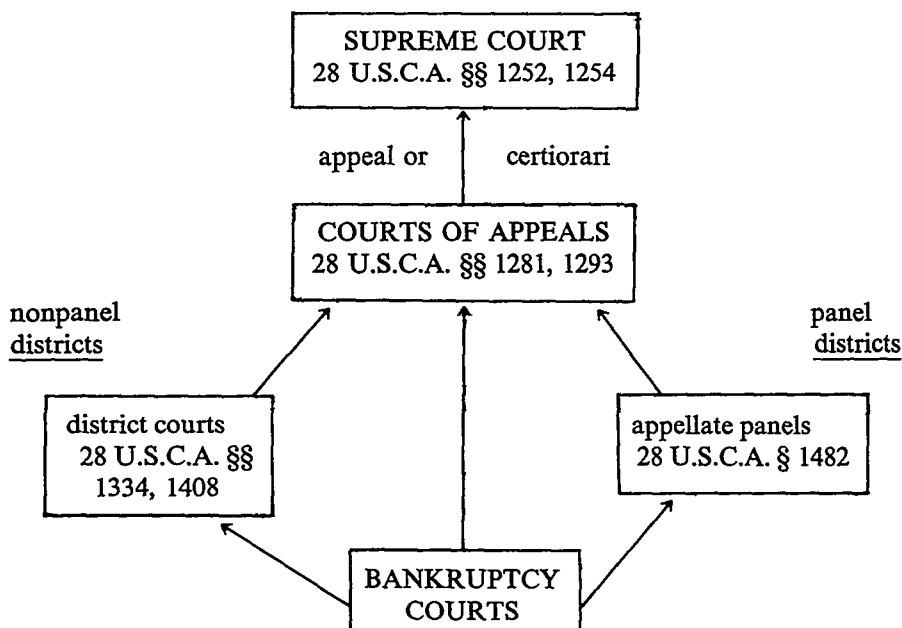 SUPREME COURT
28 U.S.C.A. §§ 1252, 1254
appeal or certiorari
COURTS OF APPEALS
28 U.S.C.A. §§ 1281, 1293
nonpanel
districts
panel
districts
district courts
28 U.S.C.A. §§
1334, 1408
appellate panels
28 U.S.C.A. § 1482
BANKRUPTCY
COURTS